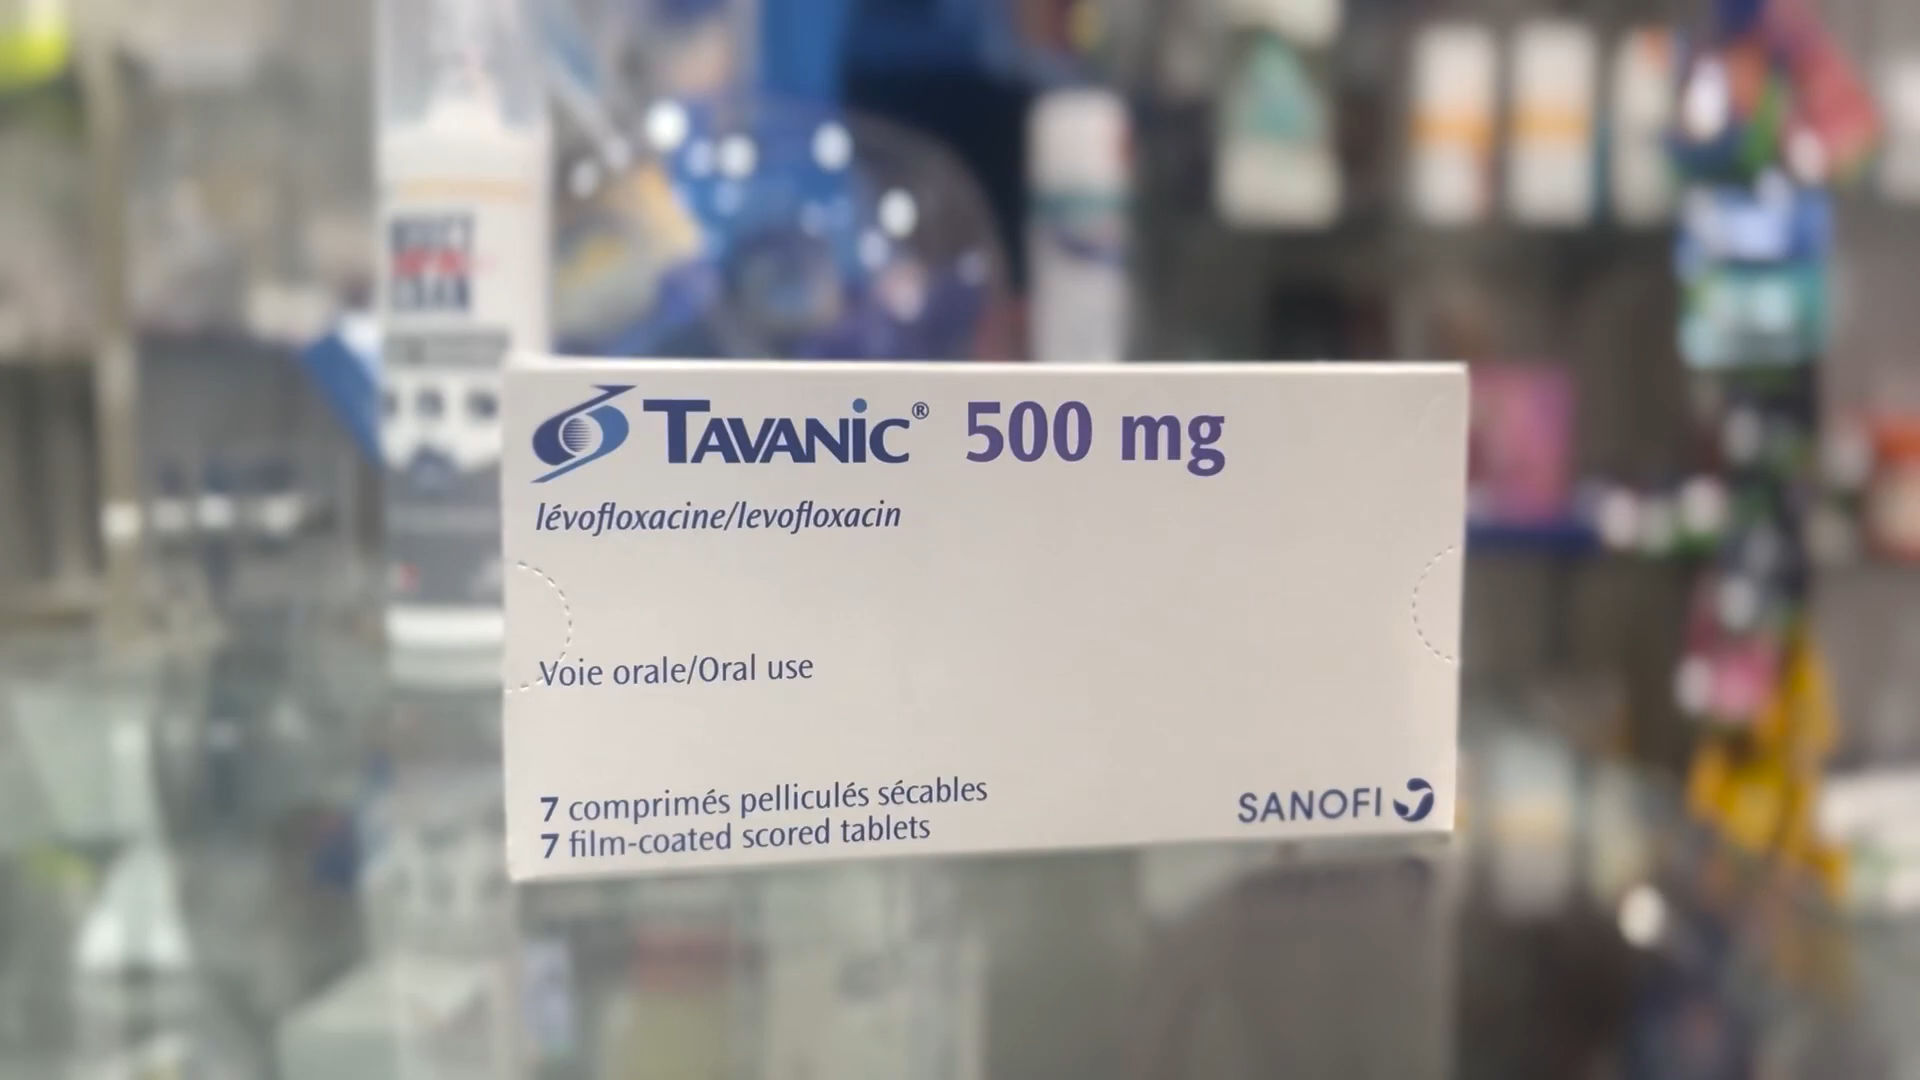 TAVANIC® 500 mg
lévofloxacine/levofloxacin
Voie orale/Oral use
7 comprimés pelliculés sécables
7 film-coated scored tablets
SANOFI